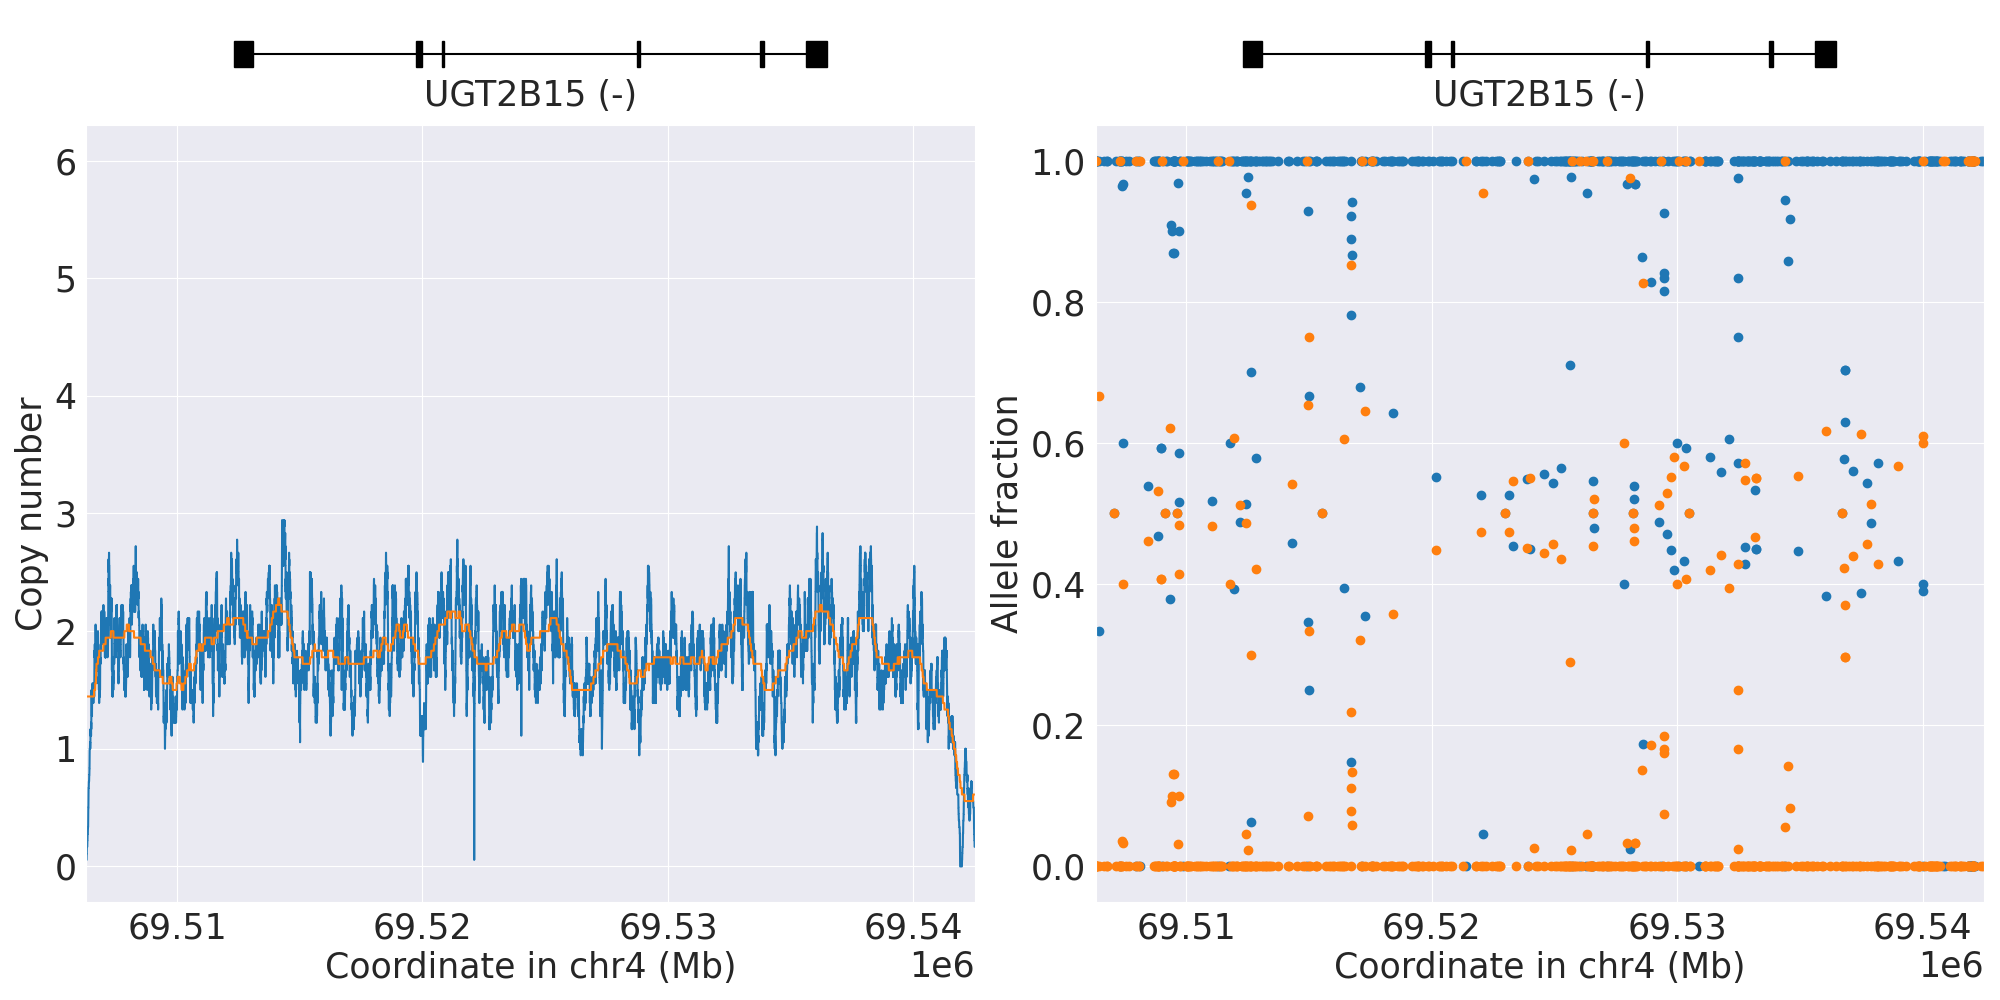 UGT2B15 (-)
6
5
4
3
2
1
0
Copy number
69.51 69.52 69.53 69.54
Coordinate in chr4 (Mb)
1e6
UGT2B15 (-)
1.0
0.8
0.6
0.4
0.2
0.0
Allele fraction
69.51 69.52 69.53 69.54
Coordinate in chr4 (Mb)
1e6